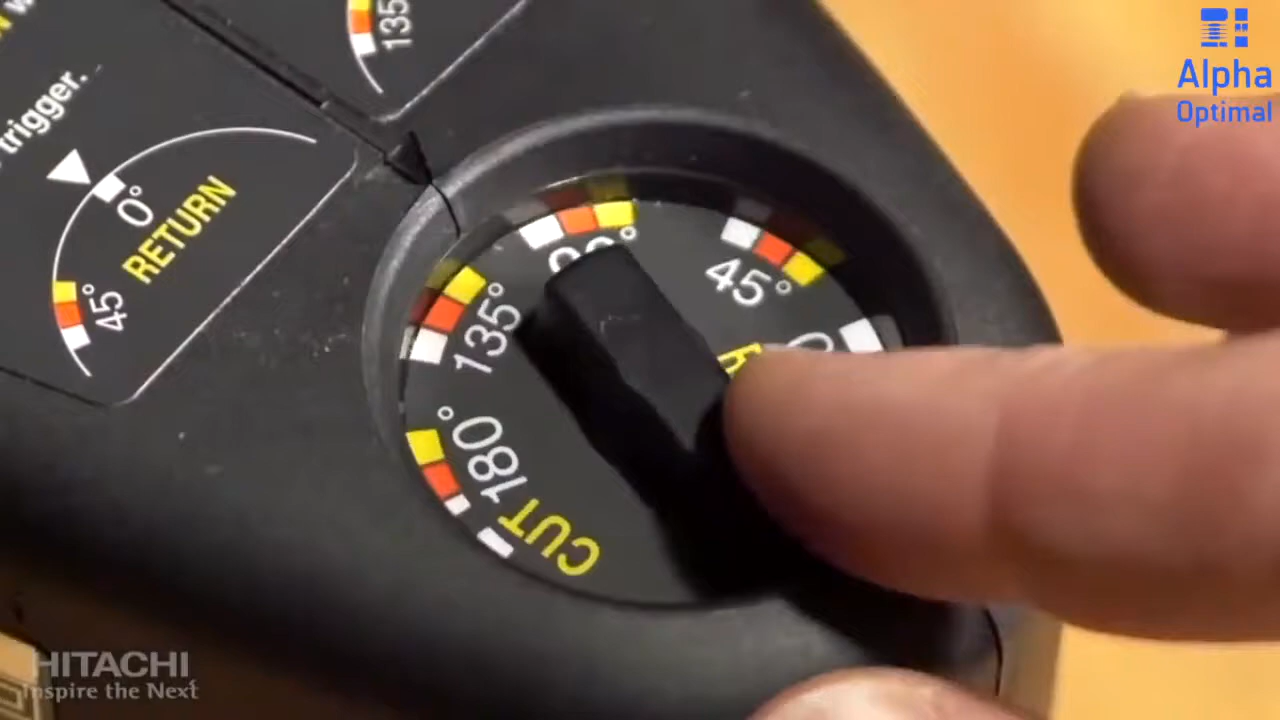 Alpha
Optimal
135
trigger.
0°
RETURN
45°
45°
135°
180°
CUT
HITACHI
Inspire the Next